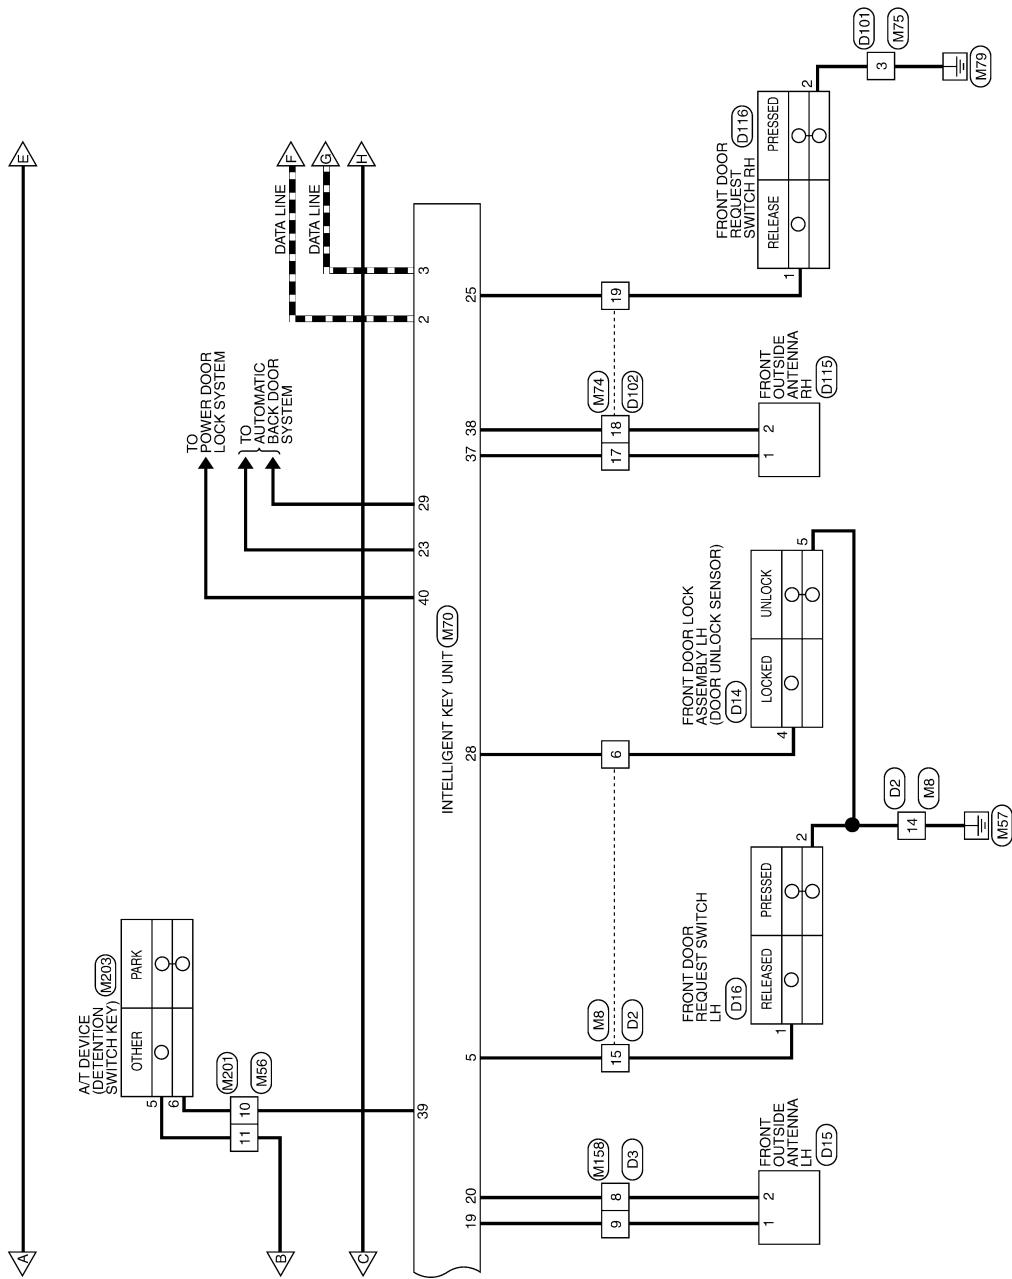 A
E
B
C
F
G
H
DATA LINE
DATA LINE
TO
POWER DOOR
LOCK SYSTEM
TO
AUTOMATIC
BACK DOOR
SYSTEM
A/T DEVICE
(DETENTION
SWITCH KEY)
M203
OTHER
PARK
5
6
M201
M56
11
10
39
40
23
29
2
3
INTELLIGENT KEY UNIT
M70
19
20
5
28
37
38
25
M158
D3
9
8
M8
D2
15
6
M74
D102
17
18
19
FRONT
OUTSIDE
ANTENNA
LH
D15
1
2
FRONT DOOR
REQUEST SWITCH
LH
D16
RELEASED
PRESSED
1
2
FRONT DOOR LOCK
ASSEMBLY LH
(DOOR UNLOCK SENSOR)
D14
LOCKED
UNLOCK
4
5
D2
M8
14
M57
FRONT
OUTSIDE
ANTENNA
RH
D115
1
2
FRONT DOOR
REQUEST
SWITCH RH
D116
RELEASE
PRESSED
1
2
D101
M75
3
M79